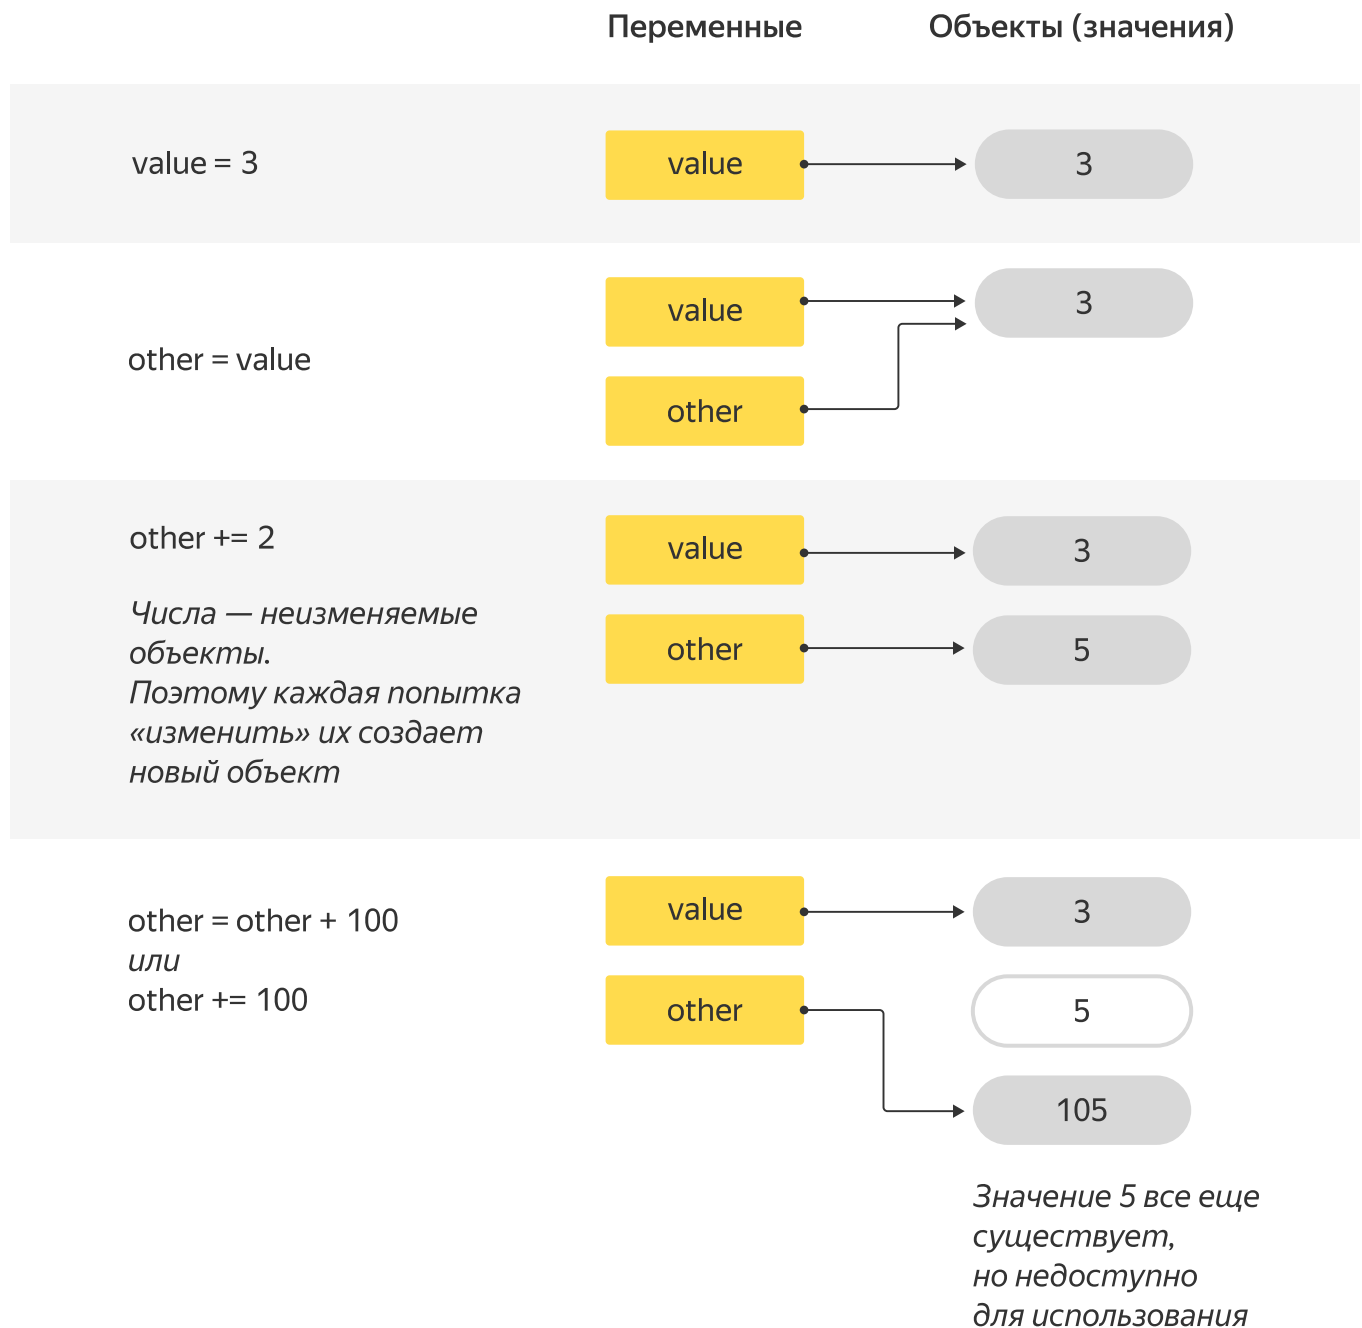 Переменные
Объекты (значения)
value = 3
value
3
other = value
value
3
other
other += 2
Числа — неизменяемые
объекты.
Поэтому каждая попытка
«изменить» их создает
новый объект
value
3
other
5
other = other + 100
или
other += 100
value
3
other
5
105
Значение 5 все еще
существует,
но недоступно
для использования